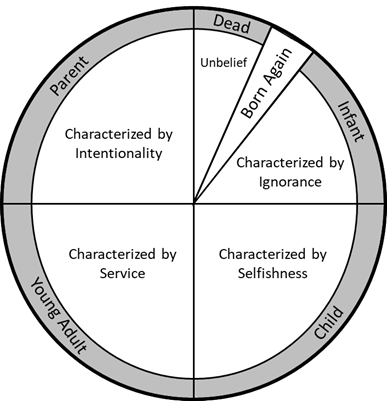 Dead
Unbelief
Born Again
Infant
Characterized by
Ignorance
Child
Characterized by
Selfishness
Young Adult
Characterized by
Service
Parent
Characterized by
Intentionality